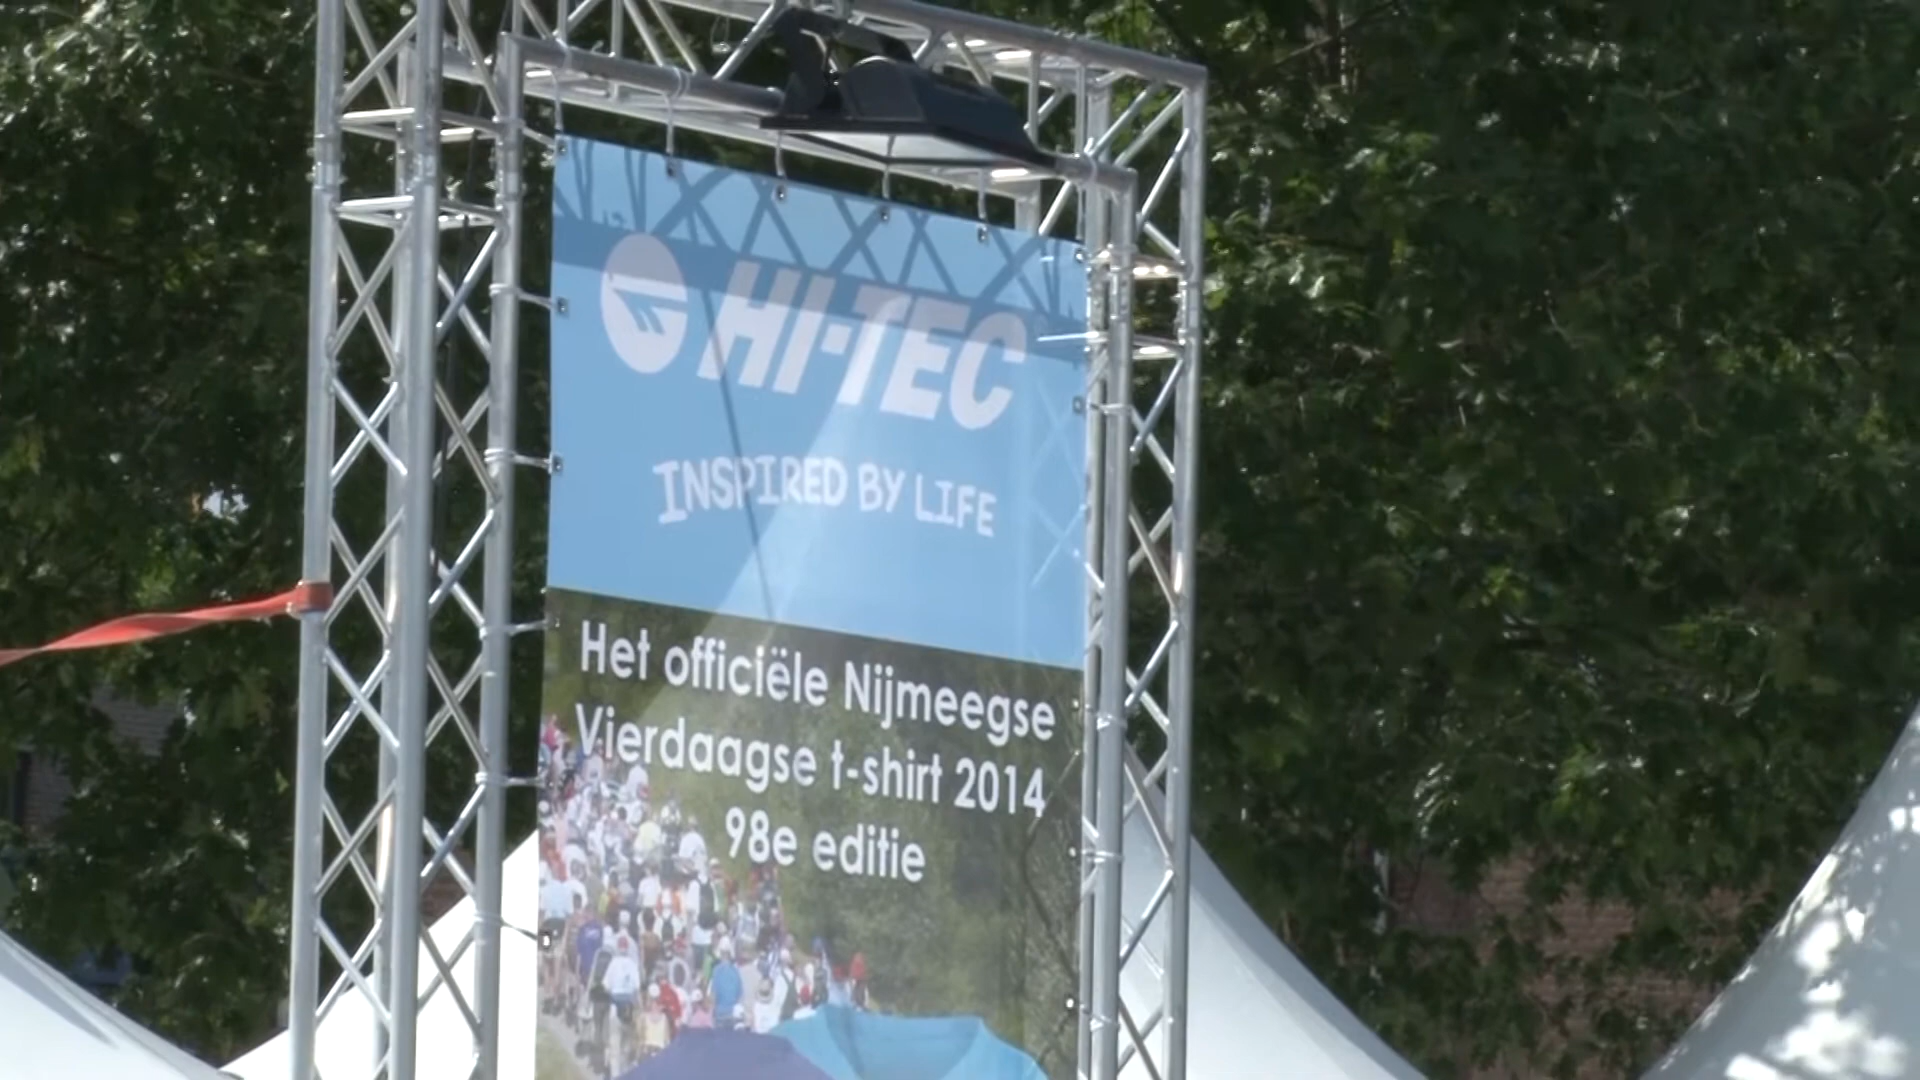 HI-TEC
INSPIRED BY LIFE
Het officiële Nijmeegse
Vierdaagse t-shirt 2014
98e editie